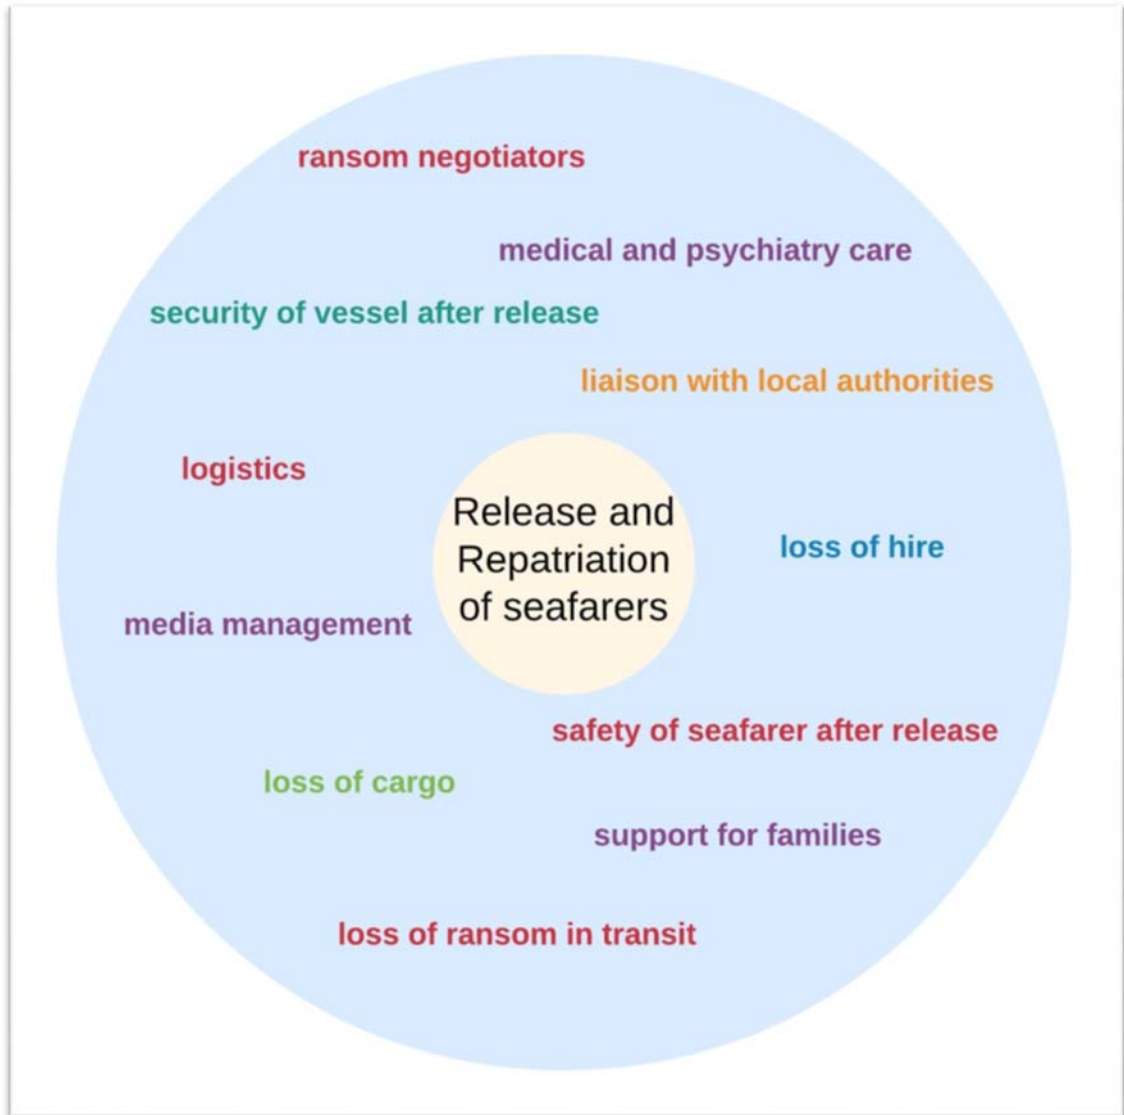 ransom negotiators
medical and psychiatry care
security of vessel after release
liaison with local authorities
logistics
Release and
Repatriation
of seafarers
loss of hire
media management
safety of seafarer after release
loss of cargo
support for families
loss of ransom in transit